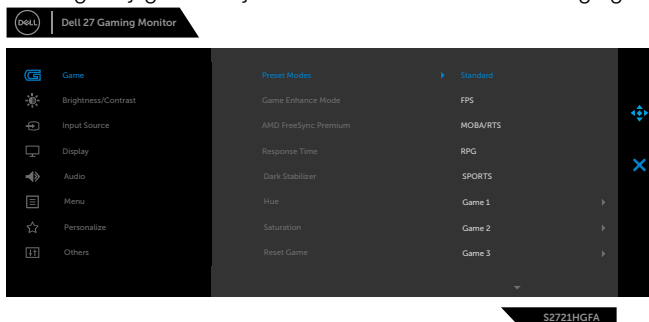 DELL
Dell 27 Gaming Monitor
Game
Preset Modes
Standard
Brightness/Contrast
Game Enhance Mode
FPS
Input Source
AMD FreeSync Premium
MOBA/RTS
Display
Response Time
RPG
Audio
Dark Stabilizer
SPORTS
Menu
Hue
Game 1
Personalize
Saturation
Game 2
Others
Reset Game
Game 3
S2721HGFA